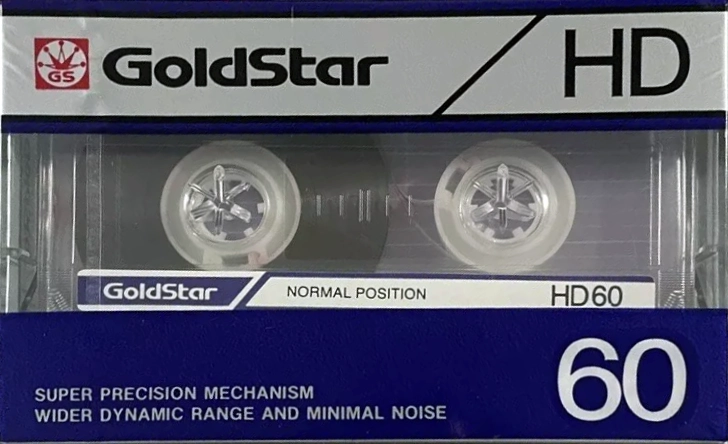 GS GoldStar HD
GoldStar NORMAL POSITION HD60
60
SUPER PRECISION MECHANISM
WIDER DYNAMIC RANGE AND MINIMAL NOISE